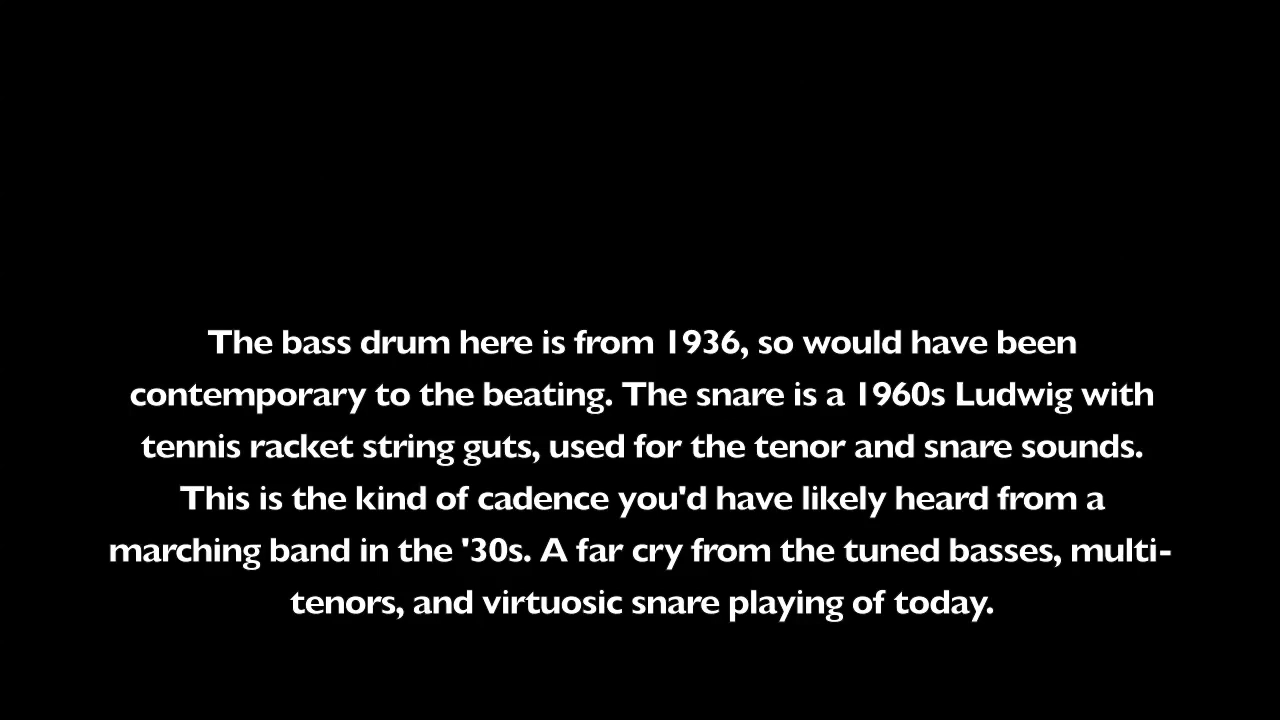 The bass drum here is from 1936, so would have been
contemporary to the beating. The snare is a 1960s Ludwig with
tennis racket string guts, used for the tenor and snare sounds.
This is the kind of cadence you'd have likely heard from a
marching band in the '30s. A far cry from the tuned basses, multi-
tenors, and virtuosic snare playing of today.